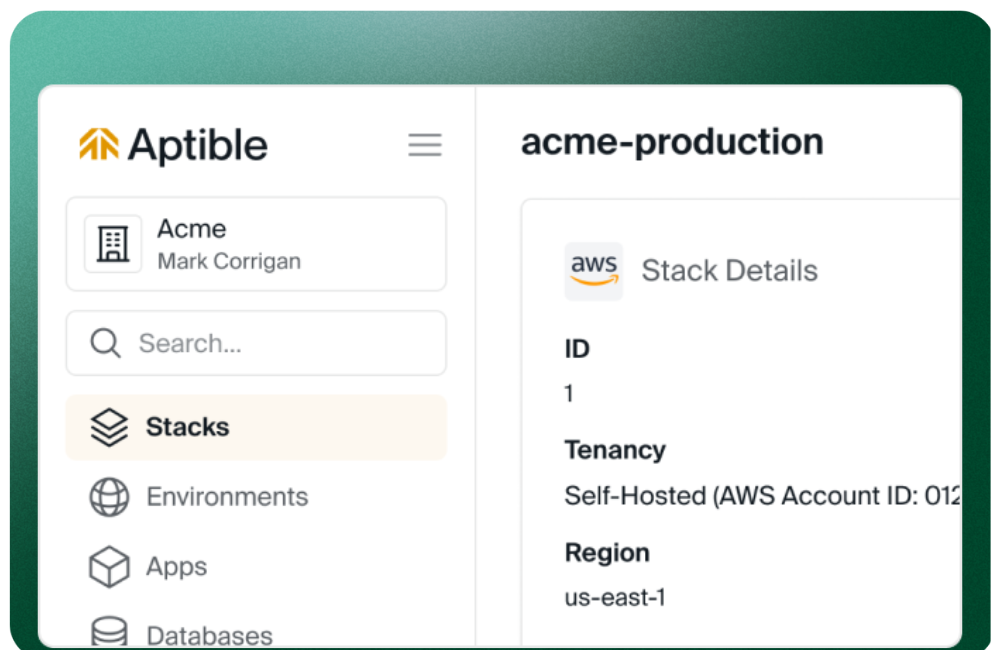 Aptible
Acme
Mark Corrigan
Search...
Stacks
Environments
Apps
Databases
acme-production
aws
Stack Details
ID
1
Tenancy
Self-Hosted (AWS Account ID: 012
Region
us-east-1